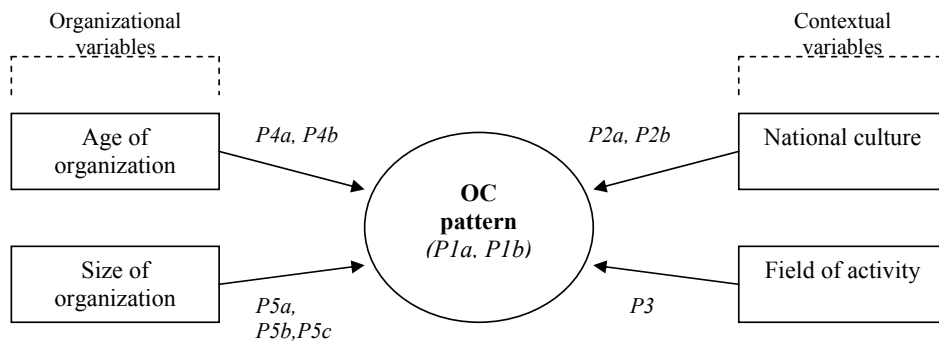 Organizational
variables
Contextual
variables
Age of
organization
P4a, P4b
P2a, P2b
National culture
OC
pattern
(P1a, P1b)
Size of
organization
P5a,
P5b,P5c
P3
Field of activity